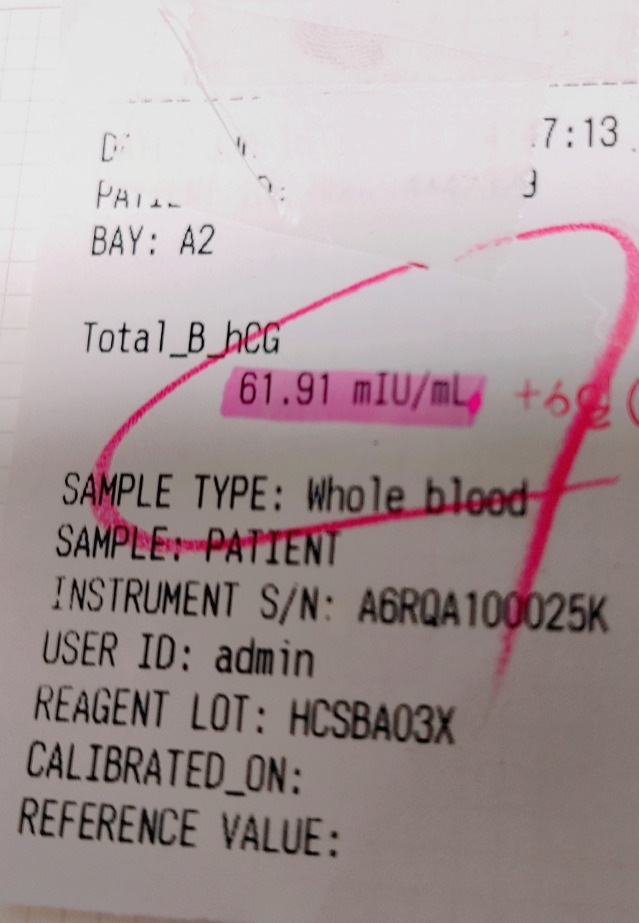 7:13
BAY: A2
Total_B_hCG
61.91 mIU/mL
SAMPLE TYPE: Whole blood
SAMPLE: PATIENT
INSTRUMENT S/N: A6RQA100025K
USER ID: admin
REAGENT LOT: HCSBA03X
CALIBRATED_ON:
REFERENCE VALUE: